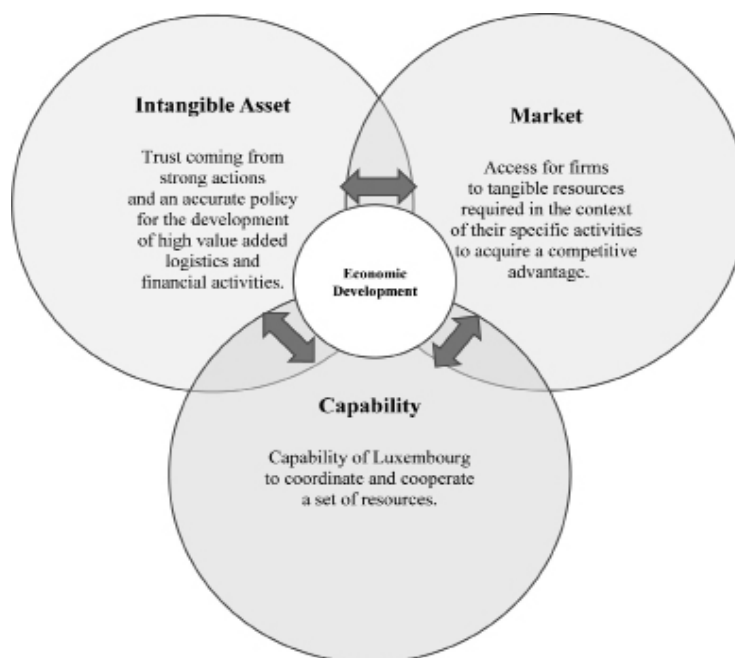 Intangible Asset
Trust coming from
strong actions
and an accurate policy
for the development
of high value added
logistics and
financial activities.
Market
Access for firms
to tangible resources
required in the context
of their specific activities
to acquire a competitive
advantage.
Economic
Development
Capability
Capability of Luxembourg
to coordinate and cooperate
a set of resources.